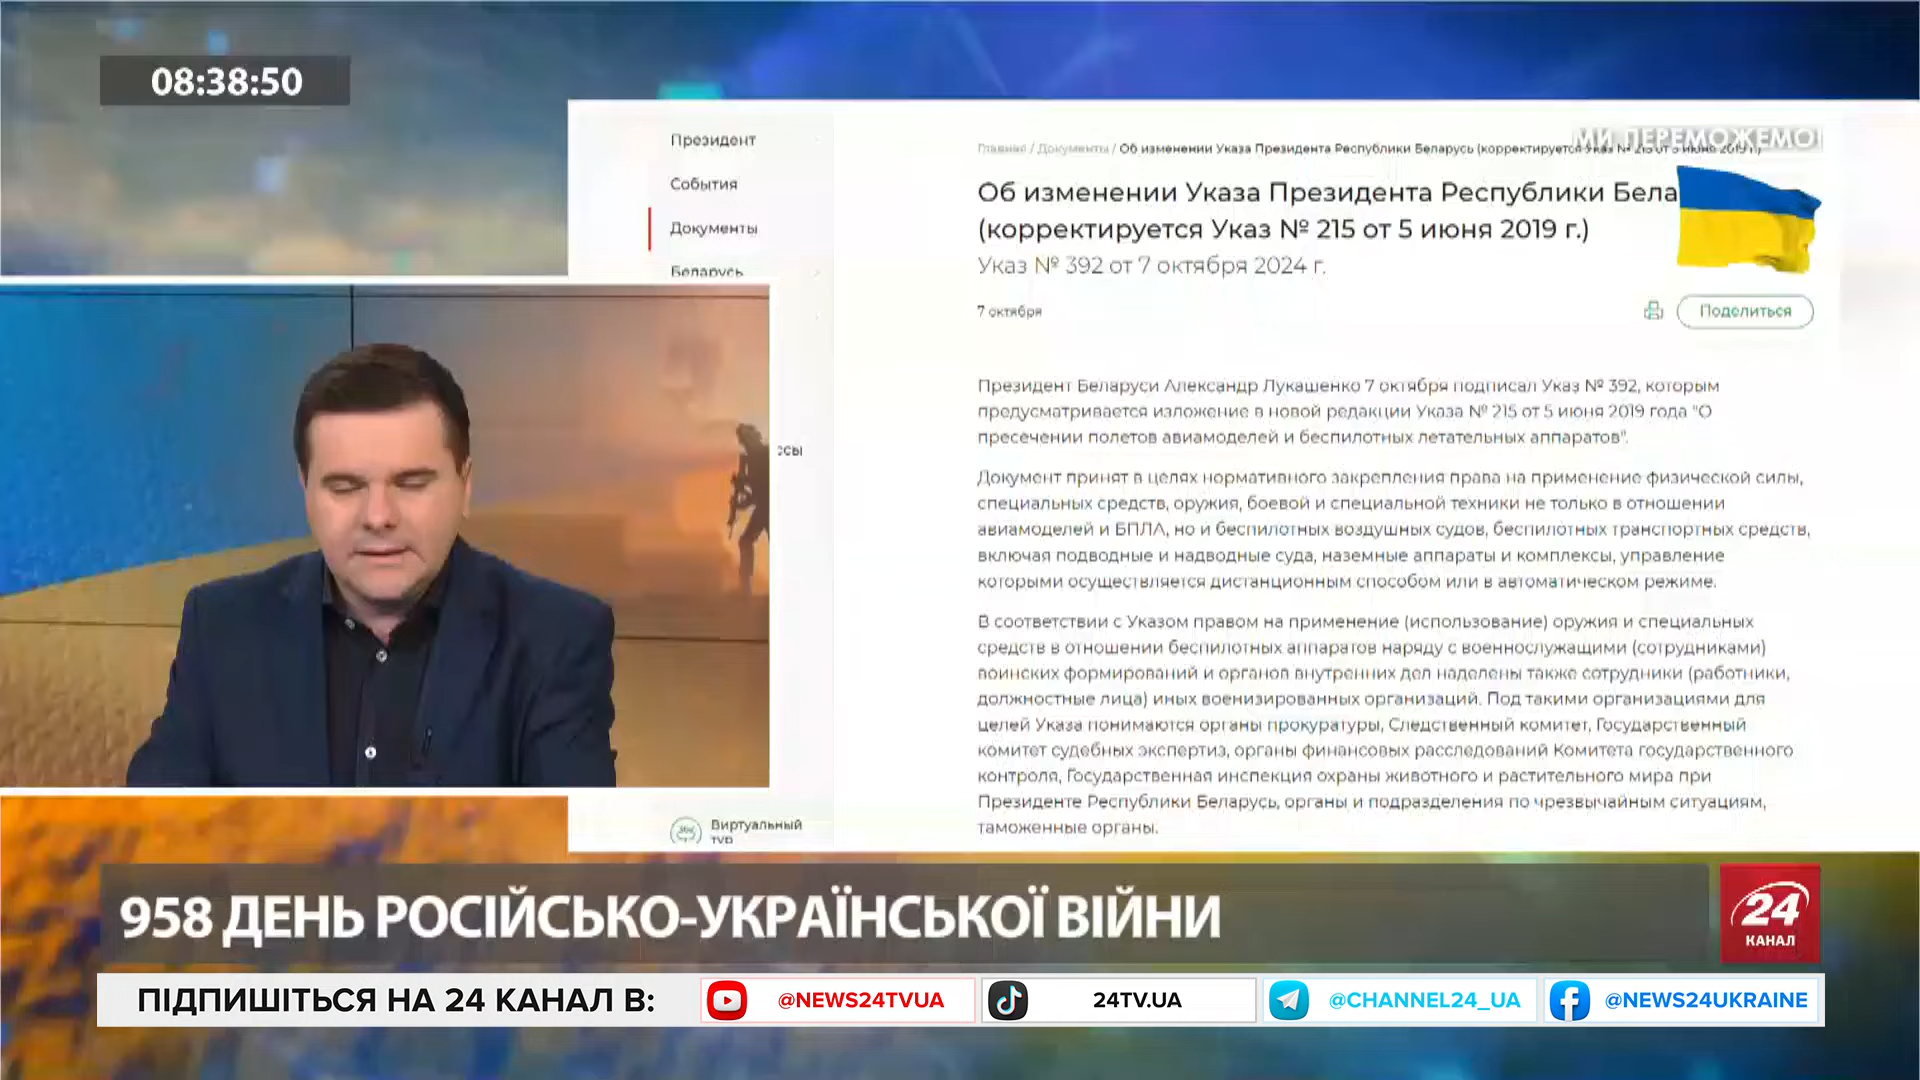 08:38:50
МИ ПЕРЕМОЖЕМО!
Президент
События
Документы
Беларусь
ссы
Виртуальный
тур
Главная / Документы / Об изменении Указа Президента Республики Беларусь (корректируется Указ № 215 от 5 июня 2019 г.)
Об изменении Указа Президента Республики Бела
(корректируется Указ № 215 от 5 июня 2019 г.)
Указ № 392 от 7 октября 2024 г.
7 октября
Поделиться
Президент Беларуси Александр Лукашенко 7 октября подписал Указ № 392, которым
предусматривается изложение в новой редакции Указа № 215 от 5 июня 2019 года "О
пресечении полетов авиамоделей и беспилотных летательных аппаратов".
Документ принят в целях нормативного закрепления права на применение физической силы,
специальных средств, оружия, боевой и специальной техники не только в отношении
авиамоделей и БПЛА, но и беспилотных воздушных судов, беспилотных транспортных средств,
включая подводные и надводные суда, наземные аппараты и комплексы, управление
которыми осуществляется дистанционным способом или в автоматическом режиме.
В соответствии с Указом правом на применение (использование) оружия и специальных
средств в отношении беспилотных аппаратов наряду с военнослужащими (сотрудниками)
воинских формирований и органов внутренних дел наделены также сотрудники (работники,
должностные лица) иных военизированных организаций. Под такими организациями для
целей Указа понимаются органы прокуратуры, Следственный комитет, Государственный
комитет судебных экспертиз, органы финансовых расследований Комитета государственного
контроля, Государственная инспекция охраны животного и растительного мира при
Президенте Республики Беларусь, органы и подразделения по чрезвычайным ситуациям,
таможенные органы.
958 ДЕНЬ РОСІЙСЬКО-УКРАЇНСЬКОЇ ВІЙНИ
24
КАНАЛ
ПІДПИШІТЬСЯ НА 24 КАНАЛ В:
@NEWS24TVUA
24TV.UA
@CHANNEL24_UA
@NEWS24UKRAINE